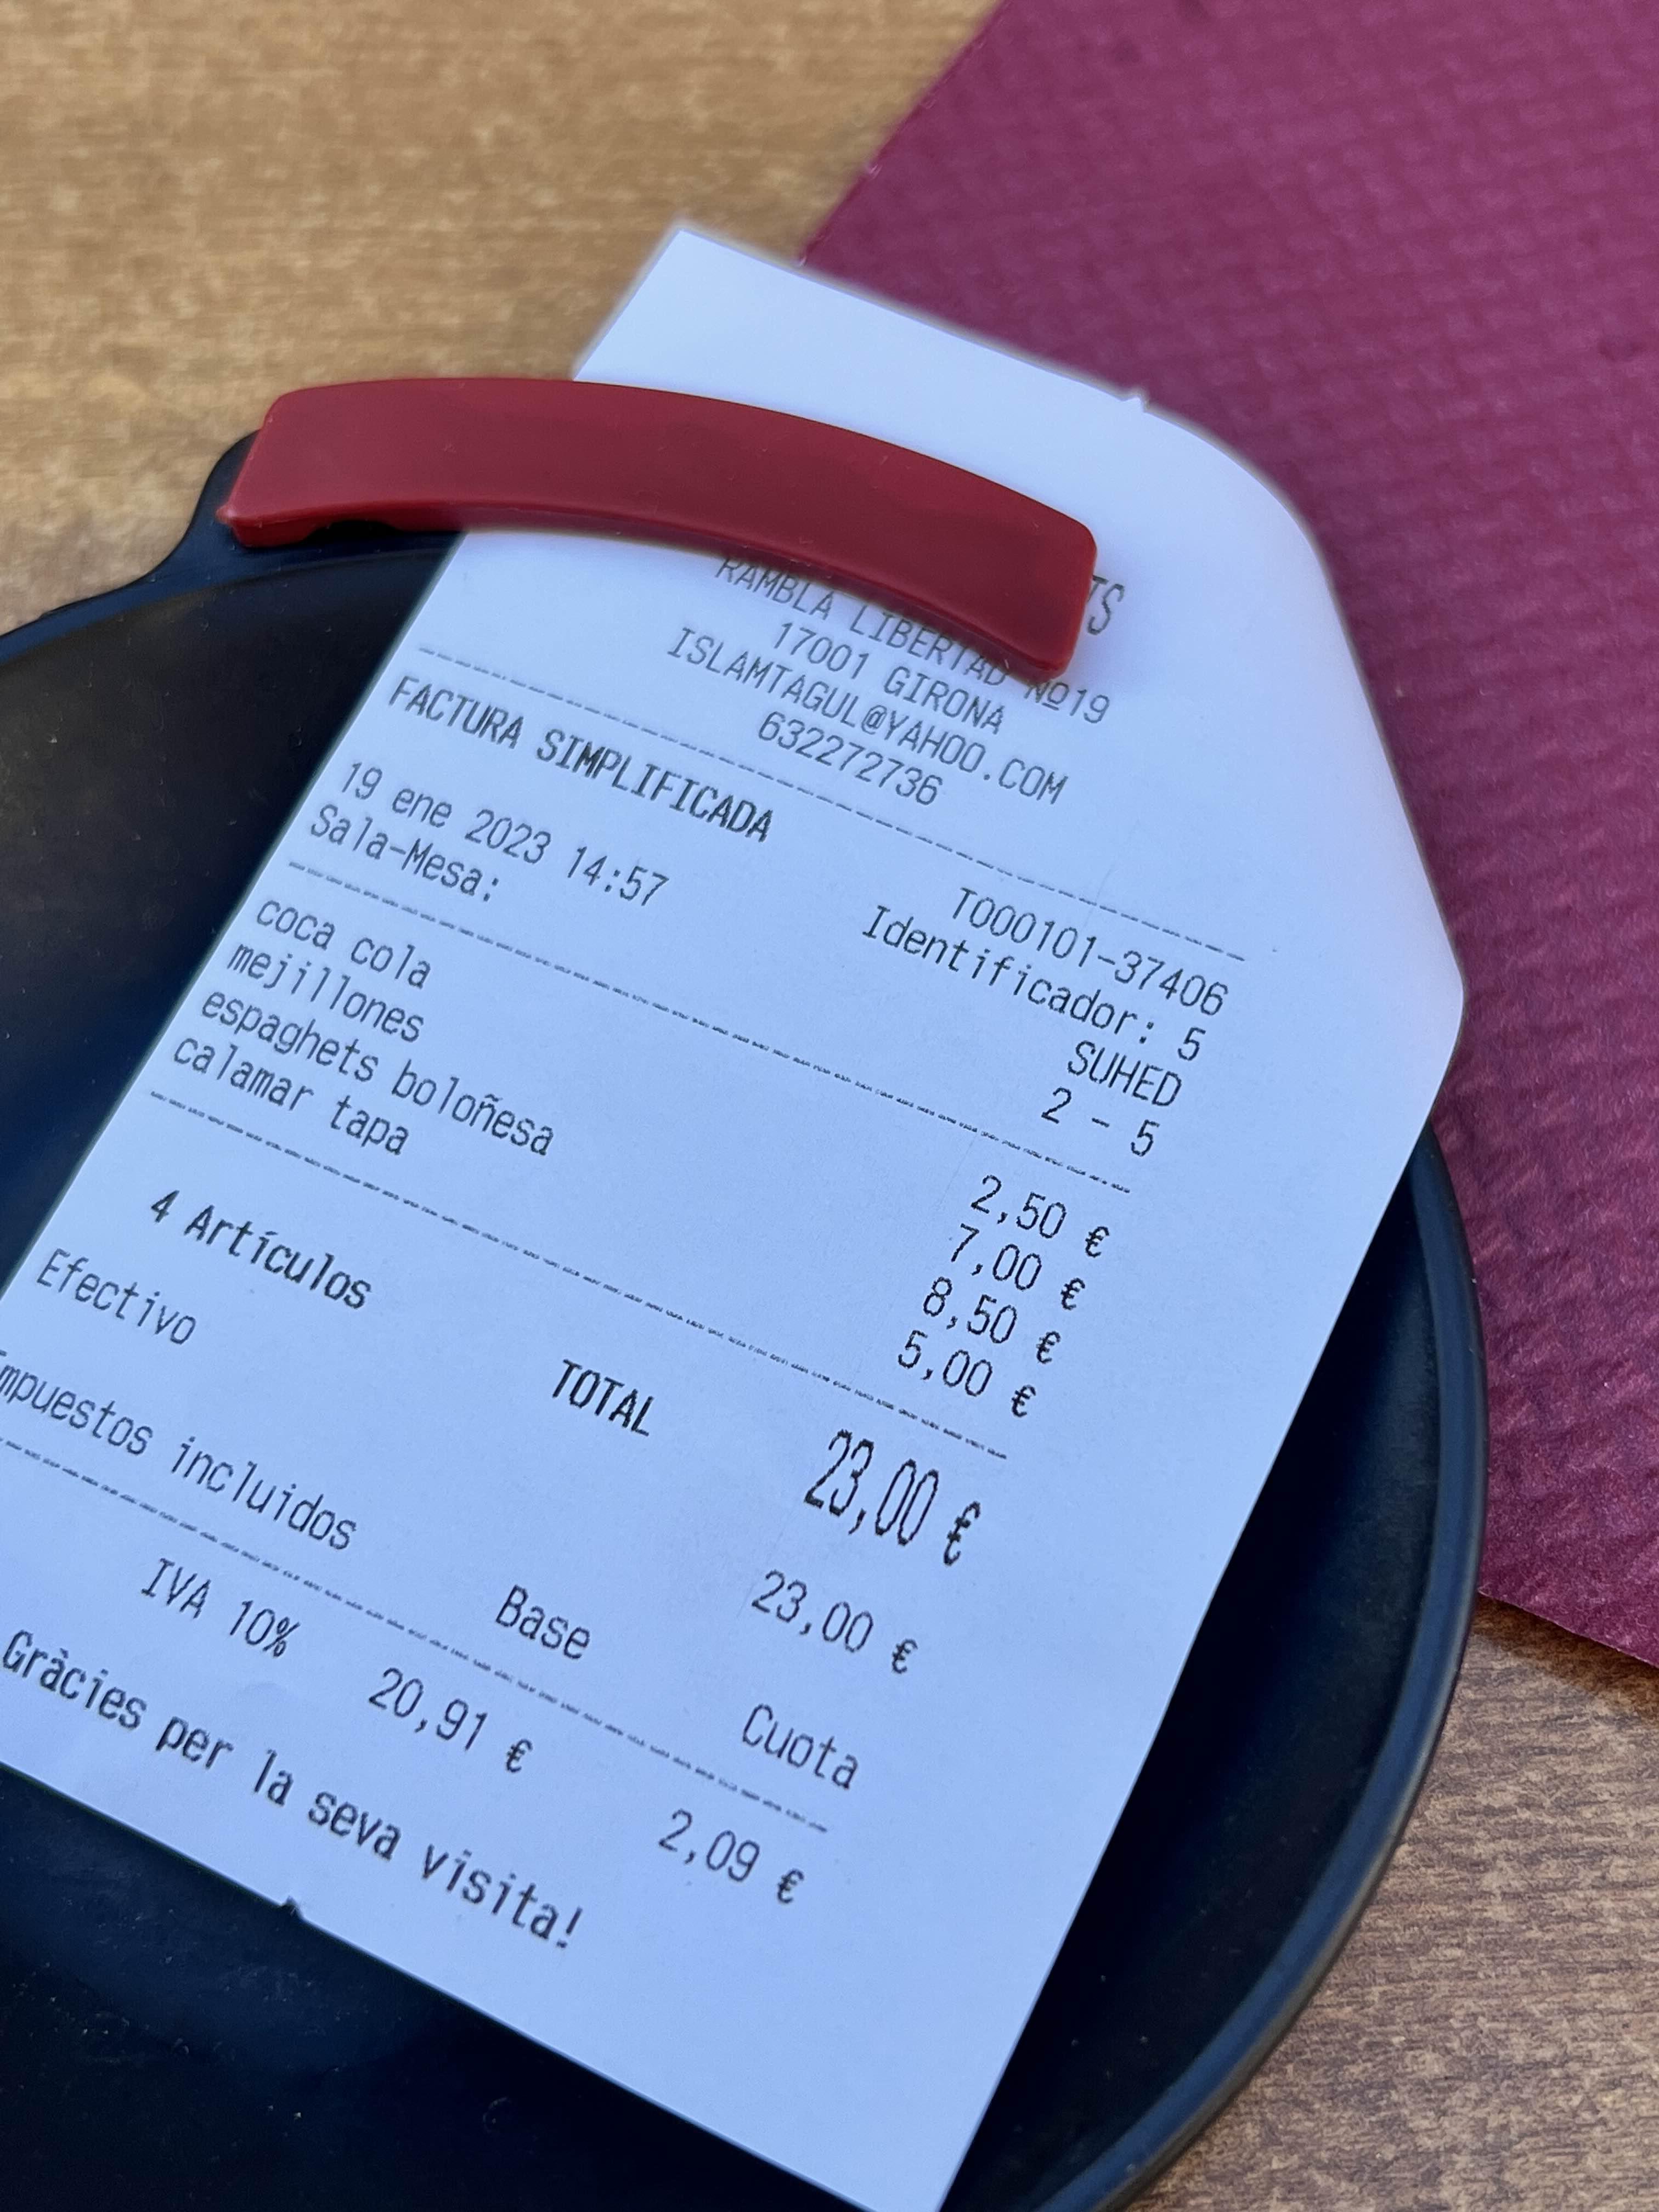 TS
RAMBLA LIBERTAD Nº19
17001 GIRONA
ISLAMTAGUL@YAHOO.COM
632272736
FACTURA SIMPLIFICADA T000101-37406
19 ene 2023 14:57 Identificador: 5
SUHED
Sala-Mesa: 2 - 5
coca cola 2,50 €
mejillones 7,00 €
espaghets boloñesa 8,50 €
calamar tapa 5,00 €
4 Artículos TOTAL 23,00 €
Efectivo 23,00 €
Impuestos incluidos Base Cuota
IVA 10% 20,91 € 2,09 €
Gràcies per la seva visita!